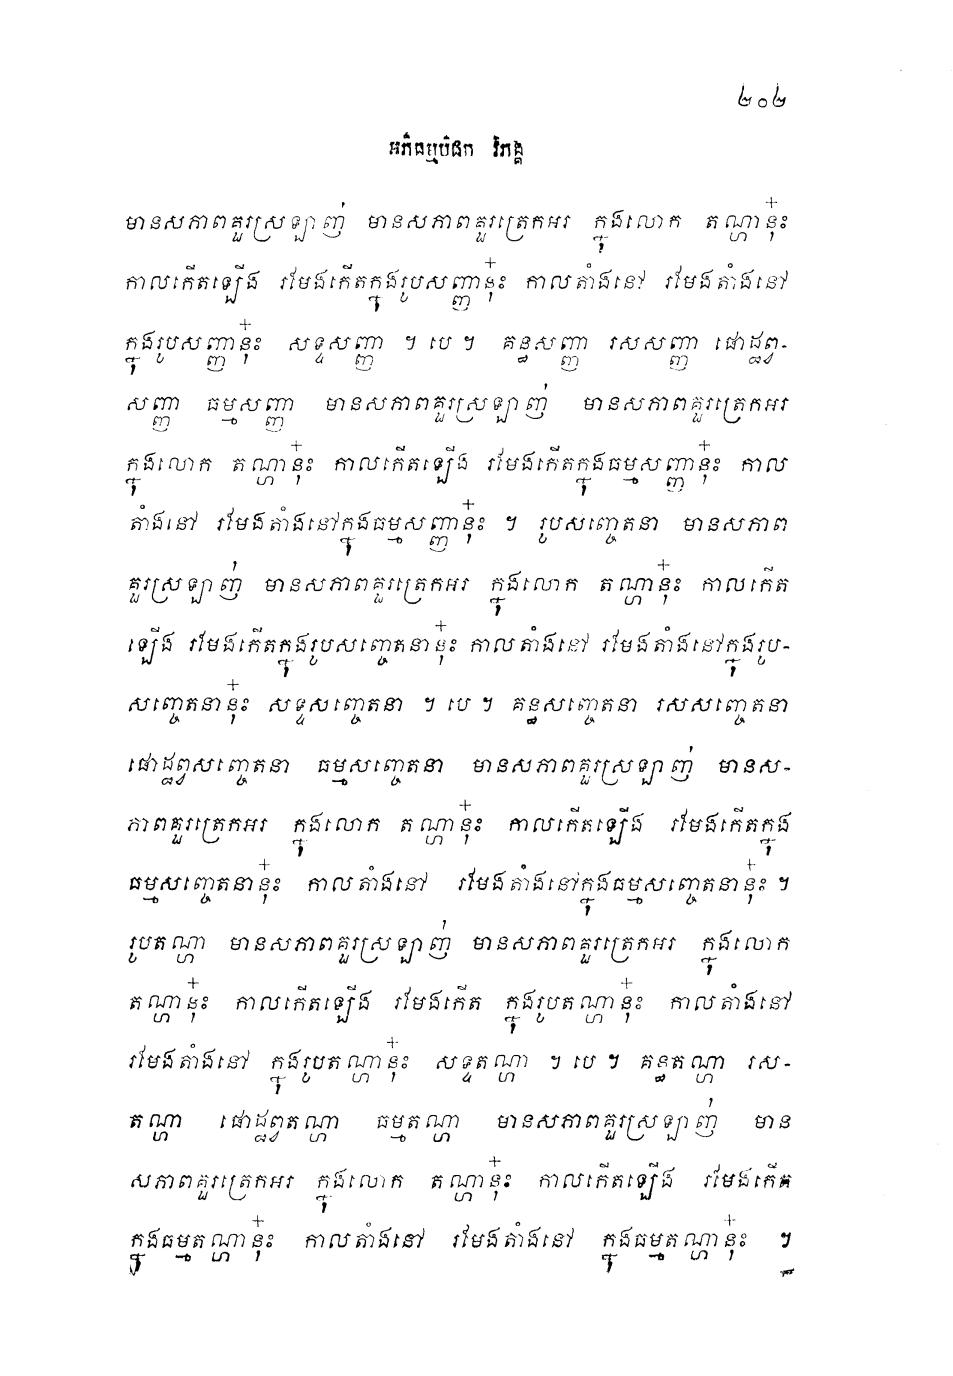 ២០២
អភិធម្មបិដក វិភង្គ
មានសភាពគួរស្រឡាញ់ មានសភាពគួរត្រេកអរ ក្នុងលោក តណ្ហានុ៎ះ
កាលកើតឡើង រមែងកើតក្នុងរូបសញ្ញានុ៎ះ កាលតាំងនៅ រមែងតាំងនៅ
ក្នុងរូបសញ្ញានុ៎ះ សទ្ទសញ្ញា ។ បេ ។ គន្ធសញ្ញា រសសញ្ញា ផោដ្ឋព្វ-
សញ្ញា ធម្មសញ្ញា មានសភាពគួរស្រឡាញ់ មានសភាពគួរត្រេកអរ
ក្នុងលោក តណ្ហានុ៎ះ កាលកើតឡើង រមែងកើតក្នុងធម្មសញ្ញានុ៎ះ កាល
តាំងនៅ រមែងតាំងនៅក្នុងធម្មសញ្ញានុ៎ះ ។ រូបសញ្ចេតនា មានសភាព
គួរស្រឡាញ់ មានសភាពគួរត្រេកអរ ក្នុងលោក តណ្ហានុ៎ះ កាលកើត
ឡើង រមែងកើតក្នុងរូបសញ្ចេតនានុ៎ះ កាលតាំងនៅ រមែងតាំងនៅក្នុងរូប-
សញ្ចេតនានុ៎ះ សទ្ទសញ្ចេតនា ។ បេ ។ គន្ធសញ្ចេតនា រសសញ្ចេតនា
ផោដ្ឋព្វសញ្ចេតនា ធម្មសញ្ចេតនា មានសភាពគួរស្រឡាញ់ មានស-
ភាពគួរត្រេកអរ ក្នុងលោក តណ្ហានុ៎ះ កាលកើតឡើង រមែងកើតក្នុង
ធម្មសញ្ចេតនានុ៎ះ កាលតាំងនៅ រមែងតាំងនៅក្នុងធម្មសញ្ចេតនានុ៎ះ ។
រូបតណ្ហា មានសភាពគួរស្រឡាញ់ មានសភាពគួរត្រេកអរ ក្នុងលោក
តណ្ហានុ៎ះ កាលកើតឡើង រមែងកើត ក្នុងរូបតណ្ហានុ៎ះ កាលតាំងនៅ
រមែងតាំងនៅ ក្នុងរូបតណ្ហានុ៎ះ សទ្ទតណ្ហា ។ បេ ។ គន្ធតណ្ហា រស-
តណ្ហា ផោដ្ឋព្វតណ្ហា ធម្មតណ្ហា មានសភាពគួរស្រឡាញ់ មាន
សភាពគួរត្រេកអរ ក្នុងលោក តណ្ហានុ៎ះ កាលកើតឡើង រមែងកើត
ក្នុងធម្មតណ្ហានុ៎ះ កាលតាំងនៅ រមែងតាំងនៅ ក្នុងធម្មតណ្ហានុ៎ះ ។